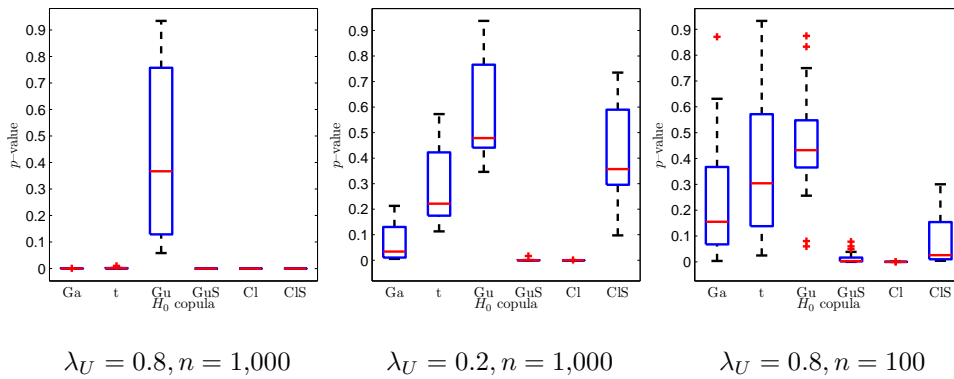 0.9 0.8 0.7 0.6 0.5 0.4 0.3 0.2 0.1 0
p–value
Ga t Gu GuS Cl ClS
H₀ copula
λ_U = 0.8, n = 1,000
0.9 0.8 0.7 0.6 0.5 0.4 0.3 0.2 0.1 0
p–value
Ga t Gu GuS Cl ClS
H₀ copula
λ_U = 0.2, n = 1,000
0.9 0.8 0.7 0.6 0.5 0.4 0.3 0.2 0.1 0
p–value
Ga t Gu GuS Cl ClS
H₀ copula
λ_U = 0.8, n = 100